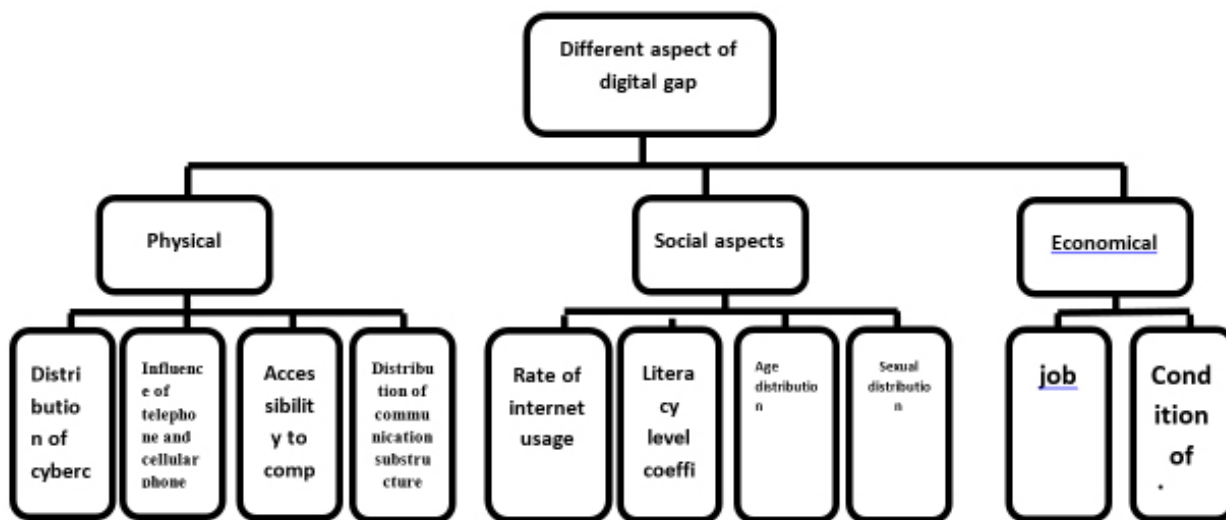 Different aspect of
digital gap
Physical
Social aspects
Economical
Distri
butio
n of
cyberc
Influenc
e of
telepho
ne and
cellular
phone
Acces
sibilit
y to
comp
Distribu
tion of
commu
nication
substru
cture
Rate of
internet
usage
Litera
cy
level
coeffi
Age
distributio
n
Sexual
distributio
n
job
Cond
ition
of